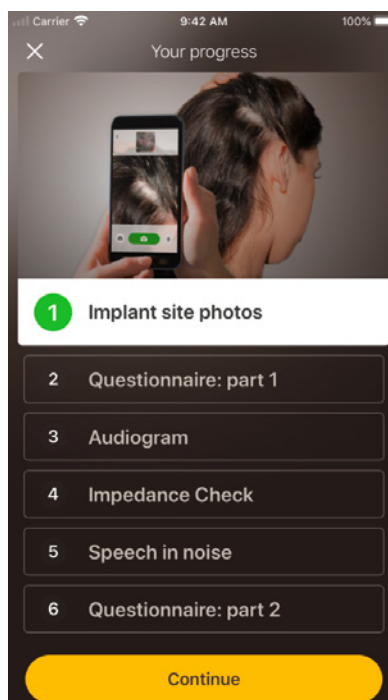 Carrier 9:42 AM 100%
Your progress
1 Implant site photos
2 Questionnaire: part 1
3 Audiogram
4 Impedance Check
5 Speech in noise
6 Questionnaire: part 2
Continue